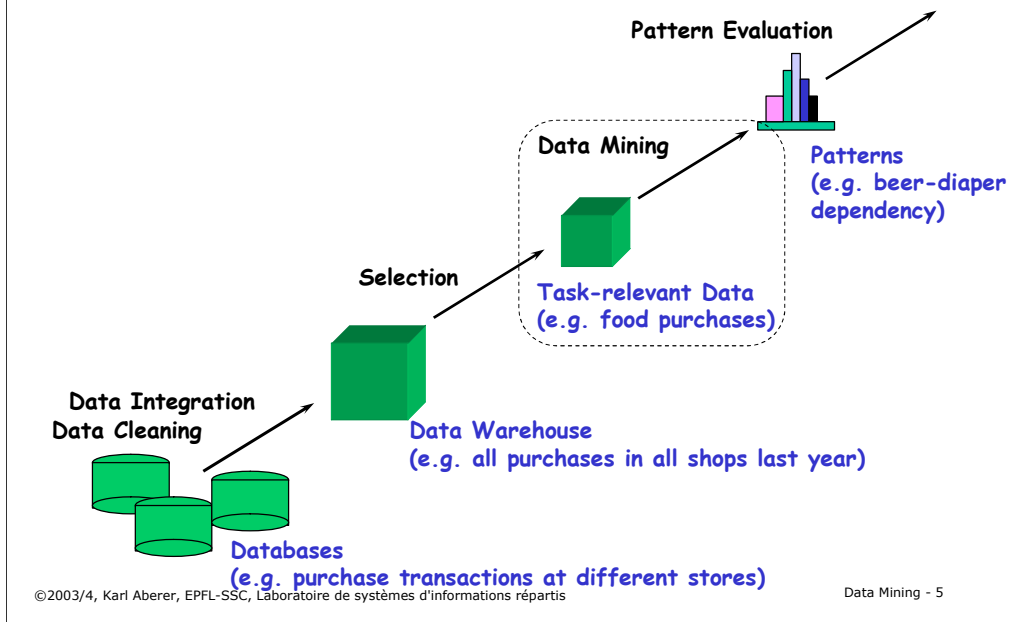 Pattern Evaluation
Data Mining
Patterns
(e.g. beer-diaper
dependency)
Selection
Task-relevant Data
(e.g. food purchases)
Data Integration
Data Cleaning
Data Warehouse
(e.g. all purchases in all shops last year)
Databases
(e.g. purchase transactions at different stores)
©2003/4, Karl Aberer, EPFL-SSC, Laboratoire de systèmes d'informations répartis
Data Mining - 5